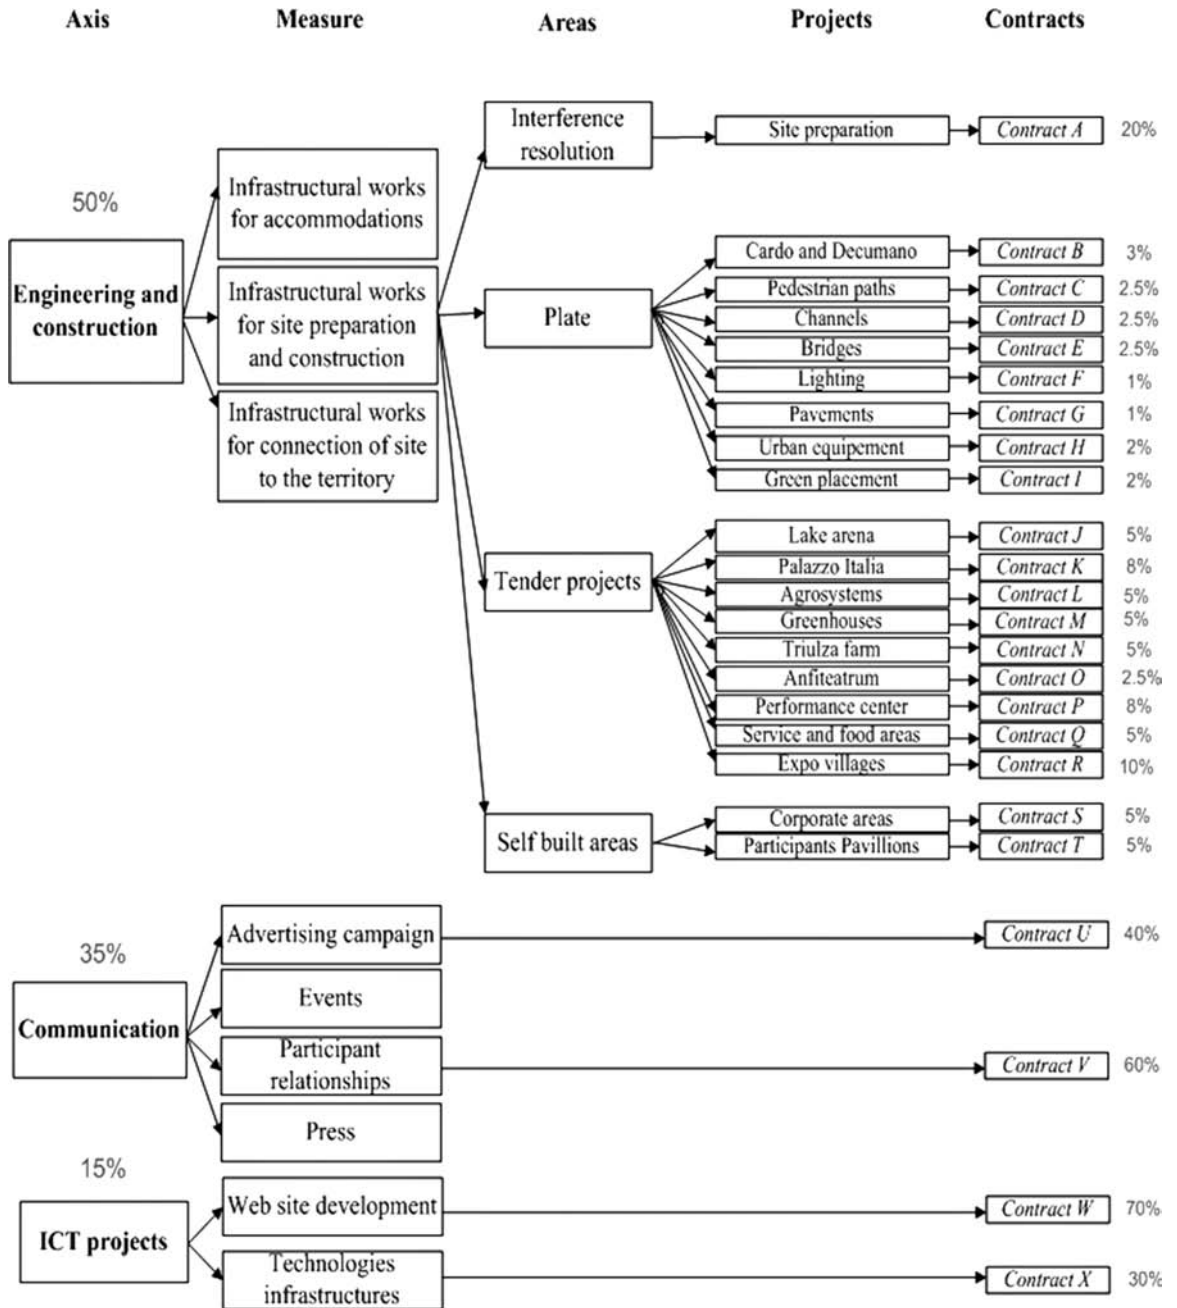 Axis Measure Areas Projects Contracts
Interference
resolution
Site preparation Contract A 20%
50%
Infrastructural works
for accommodations
Engineering and
construction
Infrastructural works
for site preparation
and construction
Infrastructural works
for connection of site
to the territory
Plate
Cardo and Decumano Contract B 3%
Pedestrian paths Contract C 2.5%
Channels Contract D 2.5%
Bridges Contract E 2.5%
Lighting Contract F 1%
Pavements Contract G 1%
Urban equipement Contract H 2%
Green placement Contract I 2%
Tender projects
Lake arena Contract J 5%
Palazzo Italia Contract K 8%
Agrosystems Contract L 5%
Greenhouses Contract M 5%
Triulza farm Contract N 5%
Anfiteatrum Contract O 2.5%
Performance center Contract P 8%
Service and food areas Contract Q 5%
Expo villages Contract R 10%
Self built areas
Corporate areas Contract S 5%
Participants Pavillions Contract T 5%
35%
Communication
Advertising campaign Contract U 40%
Events
Participant
relationships
Contract V 60%
Press
15%
ICT projects
Web site development Contract W 70%
Technologies
infrastructures
Contract X 30%